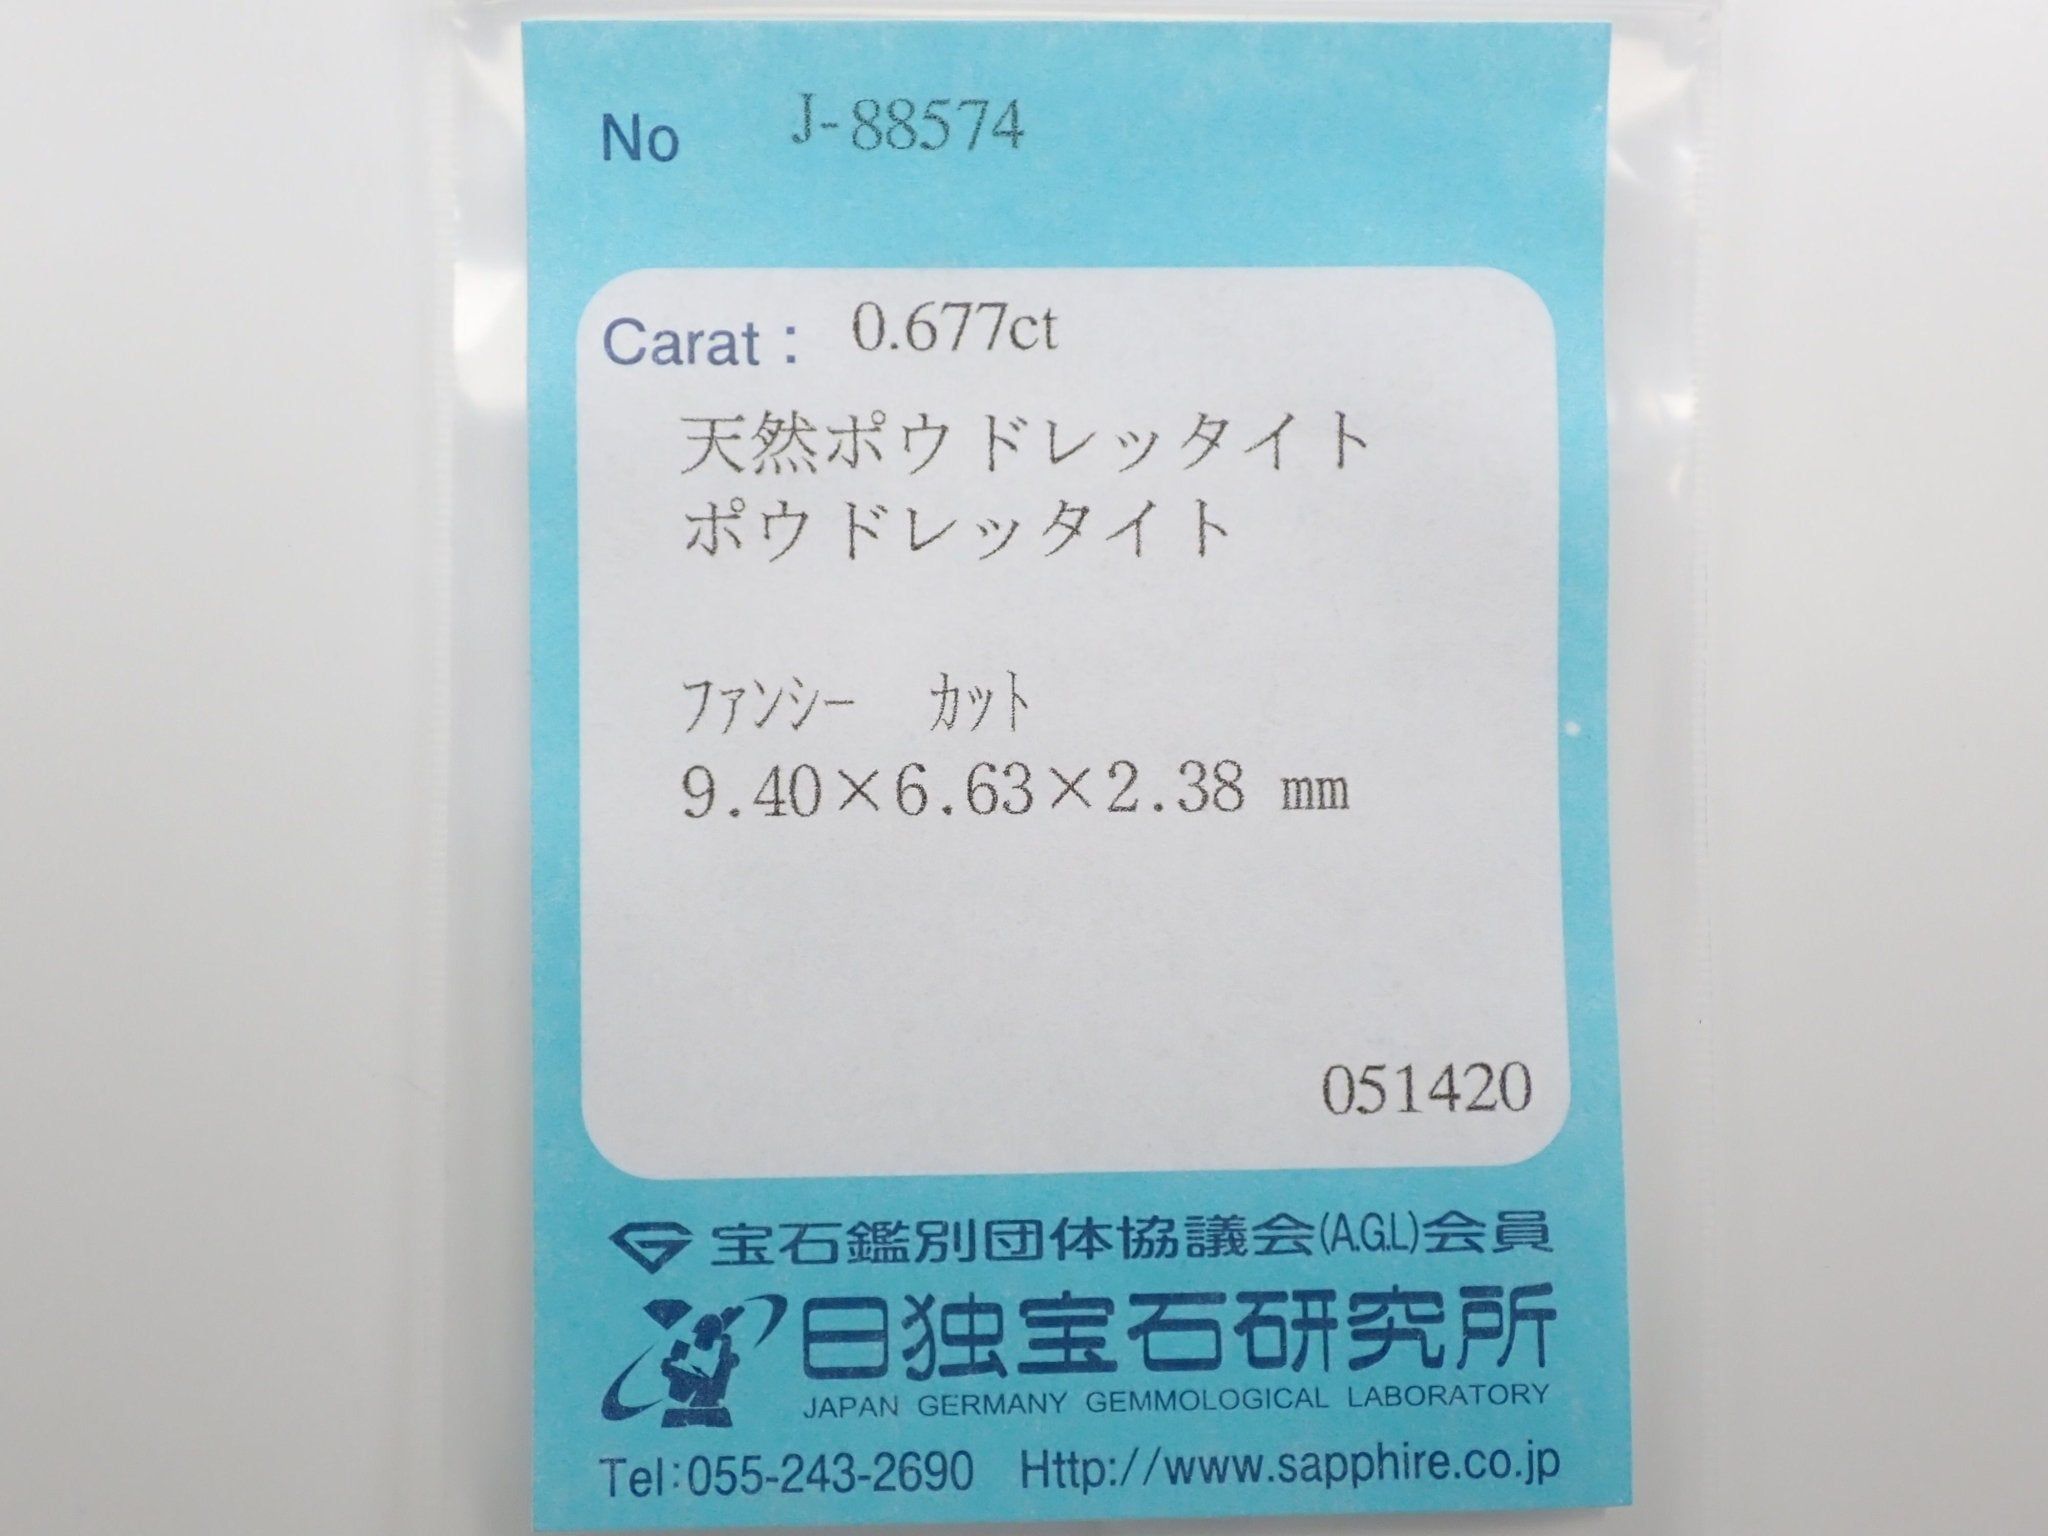 No J-88574
Carat : 0.677ct
天然ポウドレッタイト
ポウドレッタイト
ﾌｧﾝｼｰ ｶｯﾄ
9.40×6.63×2.38 mm
051420
宝石鑑別団体協議会(A.G.L)会員
日独宝石研究所
JAPAN GERMANY GEMMOLOGICAL LABORATORY
Tel:055-243-2690 Http://www.sapphire.co.jp